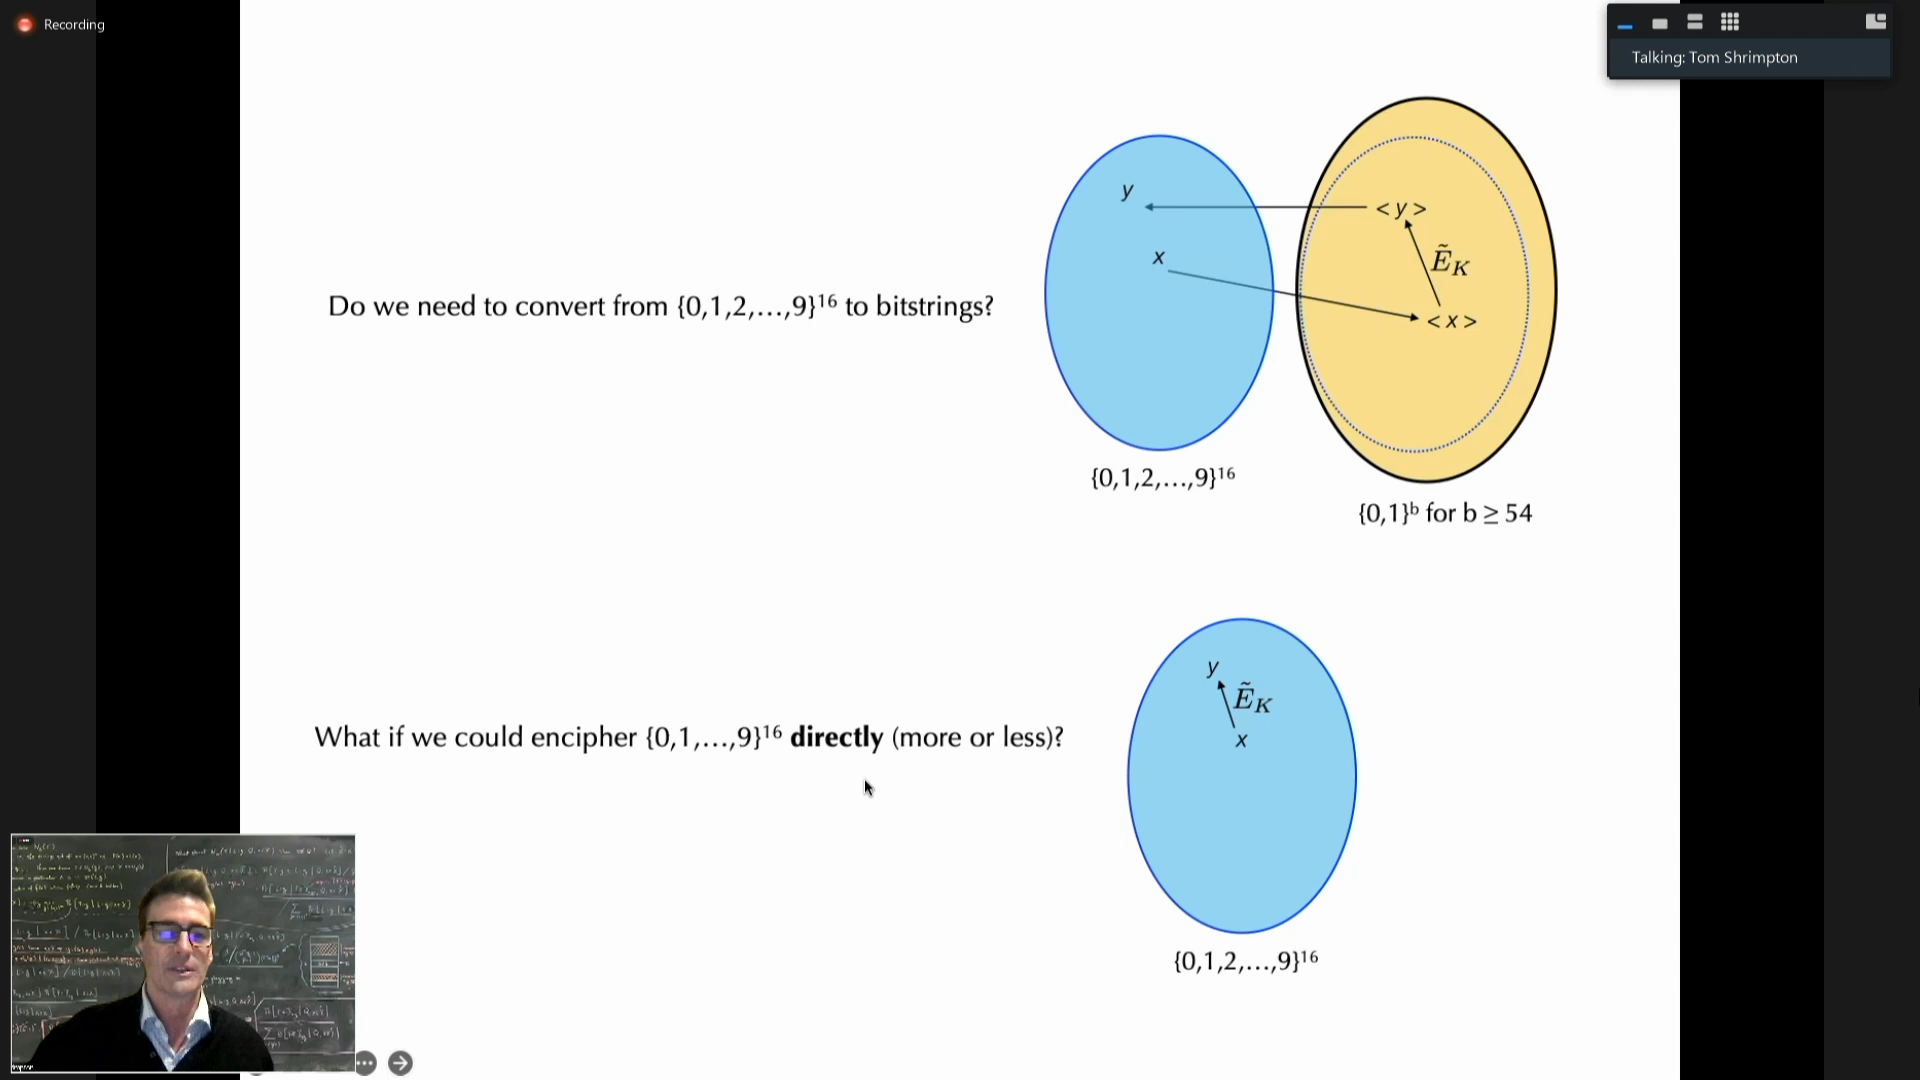 Recording
Talking: Tom Shrimpton
y
<y>
Ẽ_K
x
<x>
Do we need to convert from {0,1,2,…,9}¹⁶ to bitstrings?
{0,1,2,…,9}¹⁶
{0,1}ᵇ for b ≥ 54
y
Ẽ_K
x
What if we could encipher {0,1,…,9}¹⁶ directly (more or less)?
{0,1,2,…,9}¹⁶